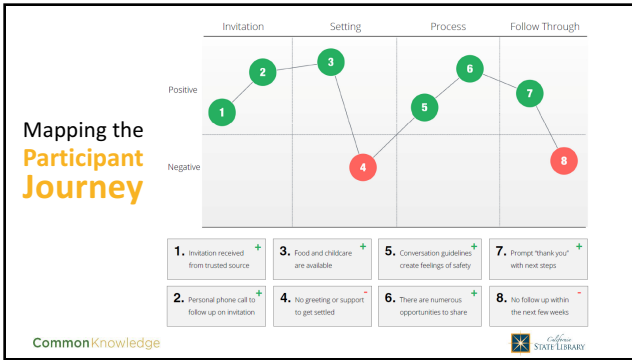 Invitation
Setting
Process
Follow Through
Positive
Negative
1
2
3
4
5
6
7
8
Mapping the
Participant
Journey
1. Invitation received +
from trusted source
3. Food and childcare +
are available
5. Conversation guidelines +
create feelings of safety
7. Prompt "thank you" +
with next steps
2. Personal phone call to +
follow up on invitation
4. No greeting or support -
to get settled
6. There are numerous +
opportunities to share
8. No follow up within -
the next few weeks
CommonKnowledge
California
STATE LIBRARY